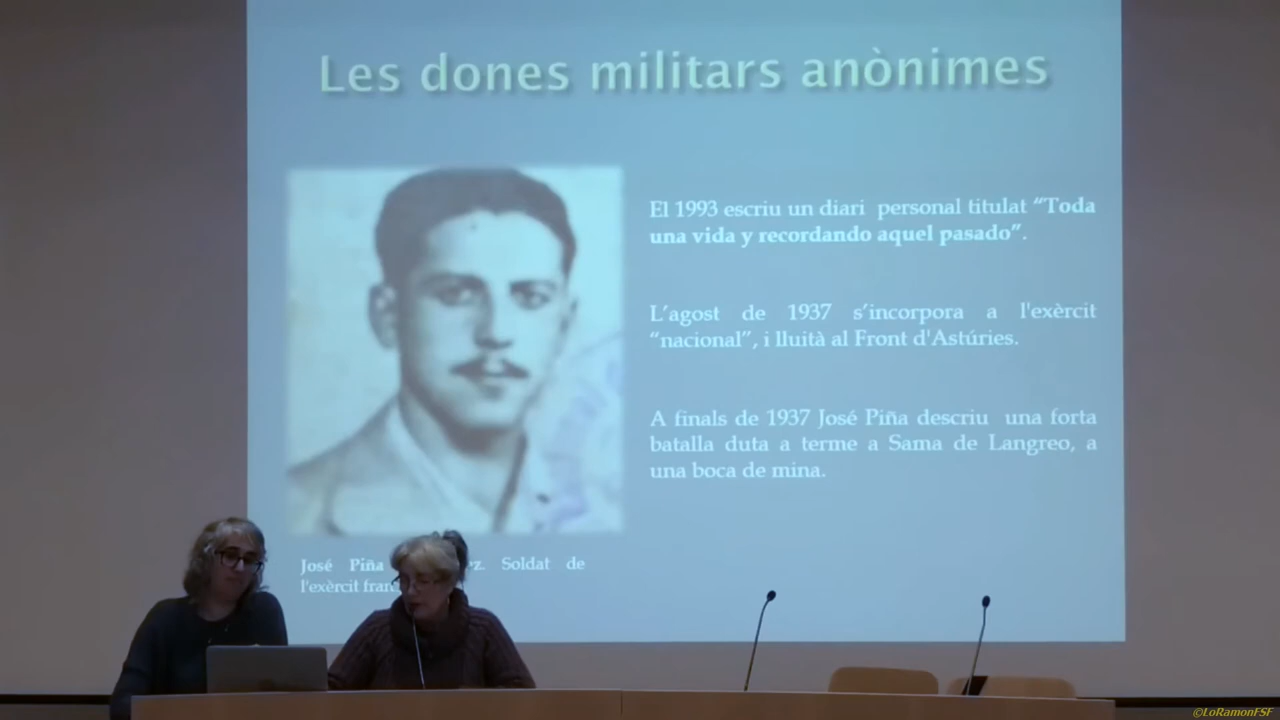 Les dones militars anònimes
El 1993 escriu un diari personal titulat “Toda
una vida y recordando aquel pasado”.
L’agost de 1937 s’incorpora a l'exèrcit
“nacional”, i lluità al Front d'Astúries.
A finals de 1937 José Piña descriu una forta
batalla duta a terme a Sama de Langreo, a
una boca de mina.
José Piña Soldat de
l'exèrcit
©LoRamonFSF